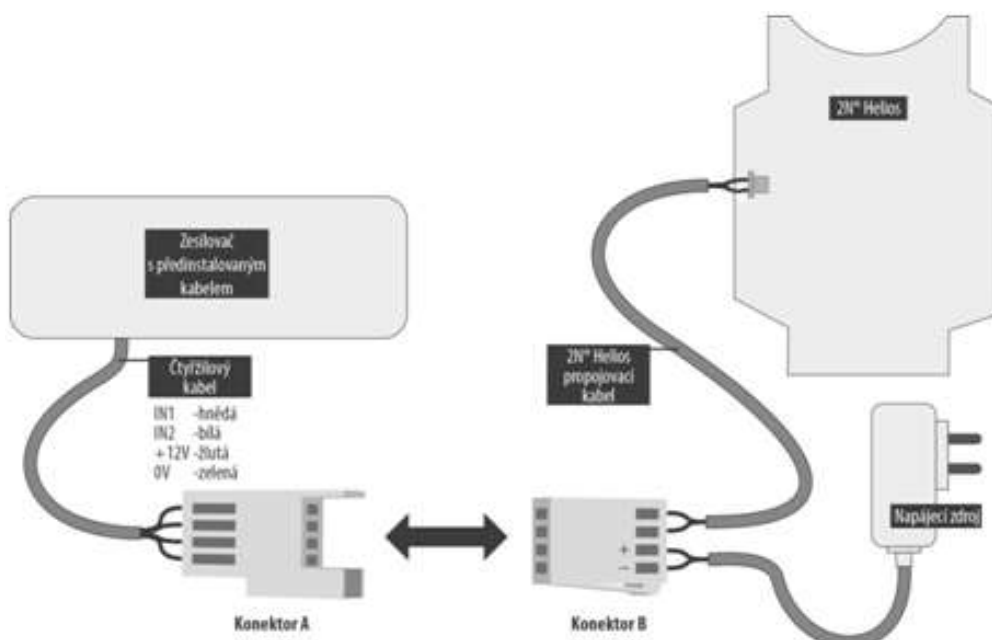 2N® Helios
Zesilovač
s předinstalovaným
kabelem
Čtyřžilový
kabel
IN1 -hnědá
IN2 -bílá
+12V -žlutá
0V -zelená
2N® Helios
propojovací
kabel
Napájecí zdroj
+
−
Konektor A
Konektor B